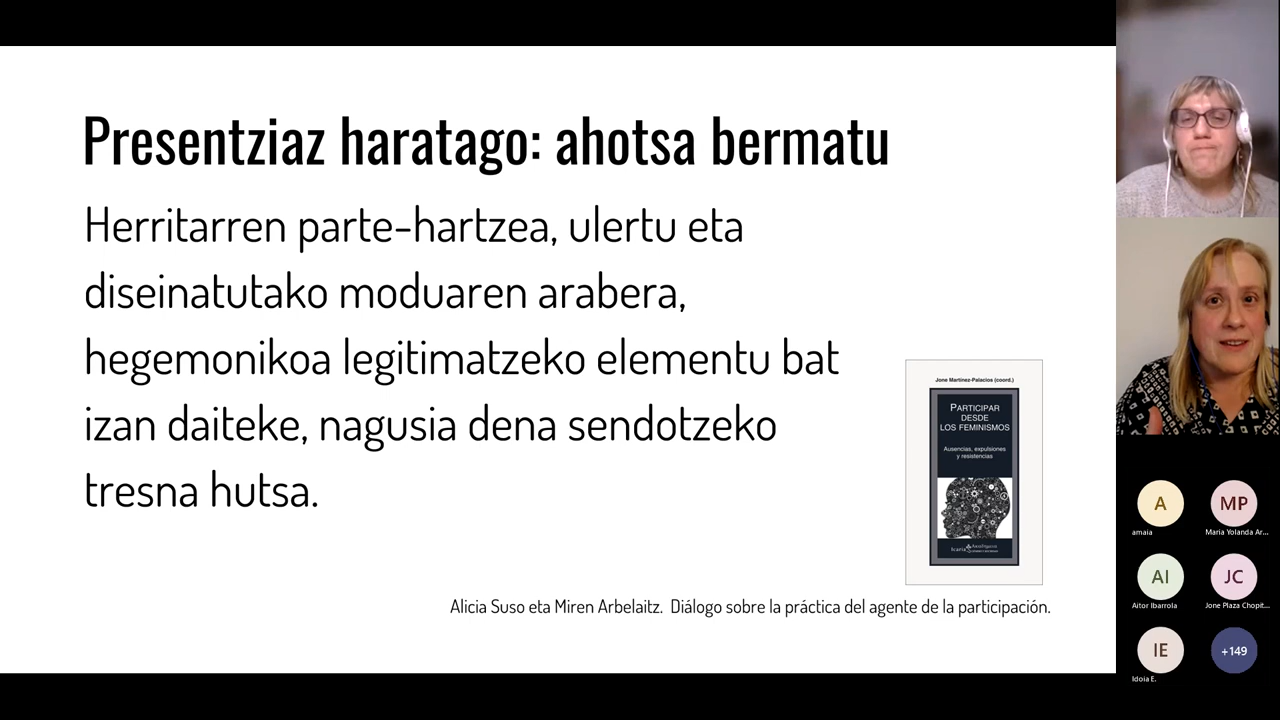 Presentziaz haratago: ahotsa bermatu
Herritarren parte-hartzea, ulertu eta
diseinatutako moduaren arabera,
hegemonikoa legitimatzeko elementu bat
izan daiteke, nagusia dena sendotzeko
tresna hutsa.
Jone Martínez-Palacios (coord.)
PARTICIPAR
DESDE
LOS FEMINISMOS
Ausencias, expulsiones
y resistencias
Icaria
Alicia Suso eta Miren Arbelaitz. Diálogo sobre la práctica del agente de la participación.
A
amaia
MP
Maria Yolanda Ar...
AI
Aitor Ibarrola
JC
Jone Plaza Chopit...
IE
Idoia E.
+149